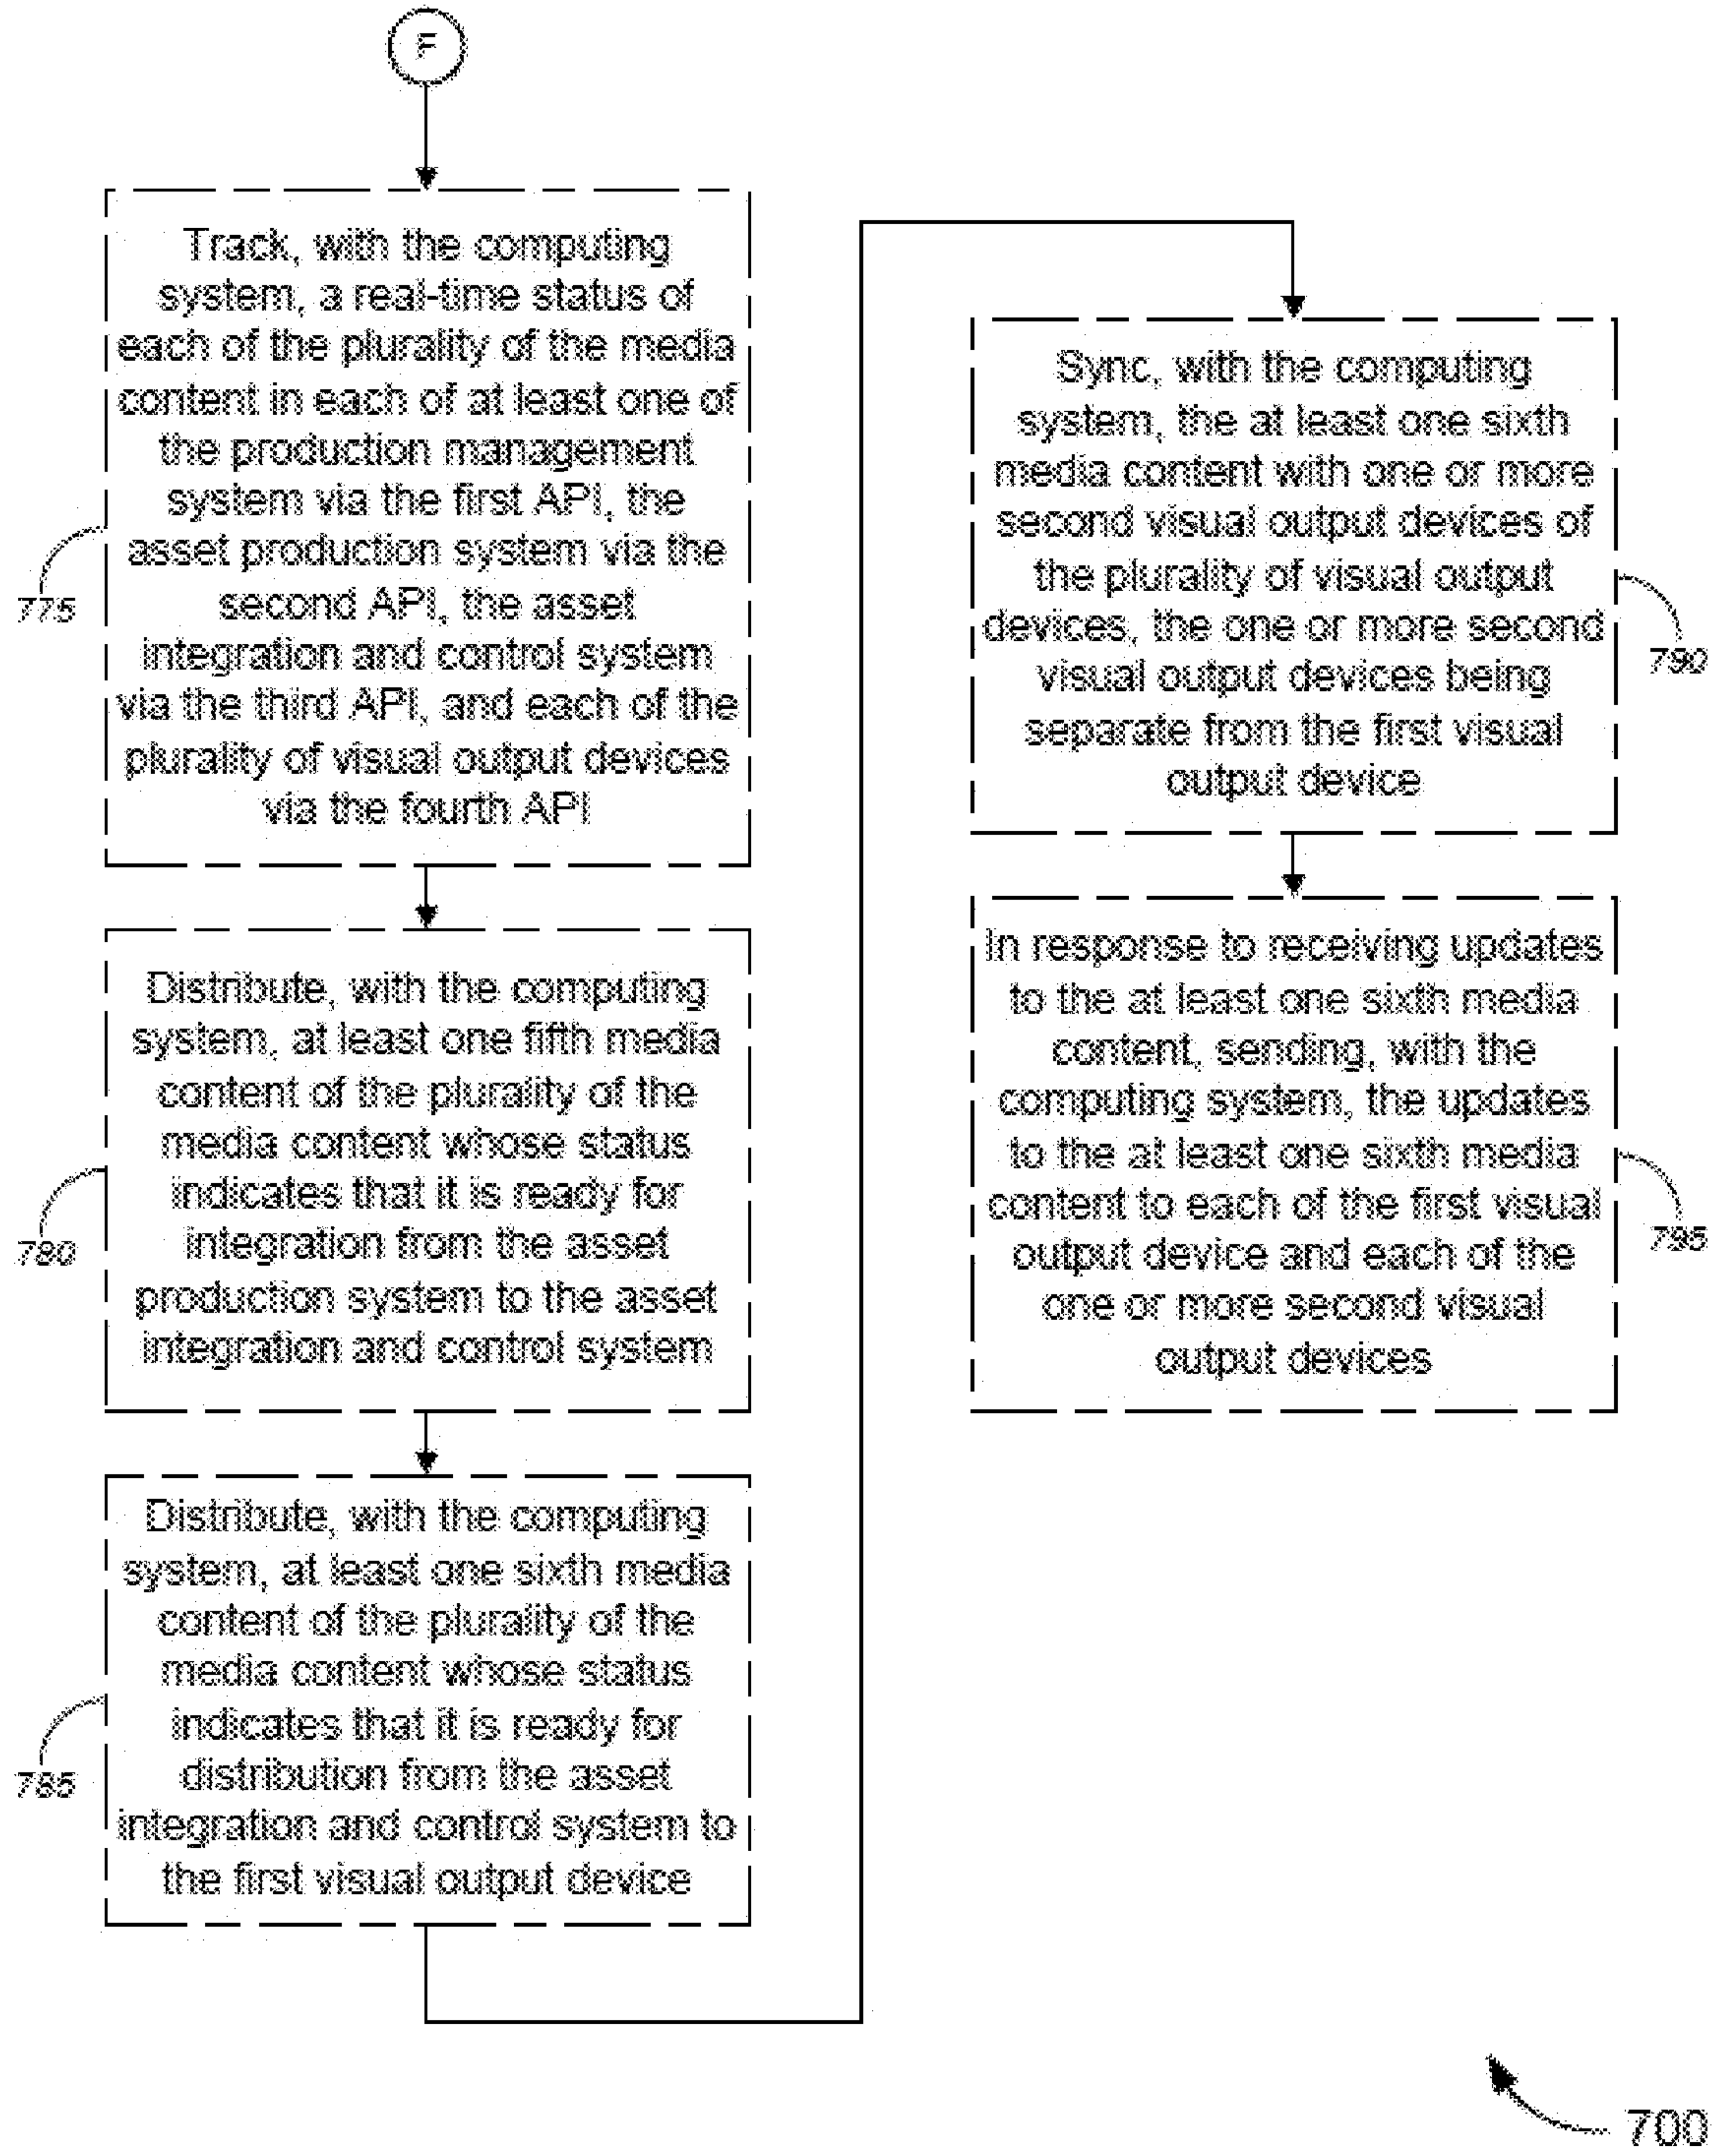 F
Track, with the computing
system, a real-time status of
each of the plurality of the media
content in each of at least one of
the production management
system via the first API, the
asset production system via the
second API, the asset
integration and control system
via the third API, and each of the
plurality of visual output devices
via the fourth API
775
Distribute, with the computing
system, at least one fifth media
content of the plurality of the
media content whose status
indicates that it is ready for
integration from the asset
production system to the asset
integration and control system
780
Distribute, with the computing
system, at least one sixth media
content of the plurality of the
media content whose status
indicates that it is ready for
distribution from the asset
integration and control system to
the first visual output device
785
Sync, with the computing
system, the at least one sixth
media content with one or more
second visual output devices of
the plurality of visual output
devices, the one or more second
visual output devices being
separate from the first visual
output device
790
In response to receiving updates
to the at least one sixth media
content, sending, with the
computing system, the updates
to the at least one sixth media
content to each of the first visual
output device and each of the
one or more second visual
output devices
795
700